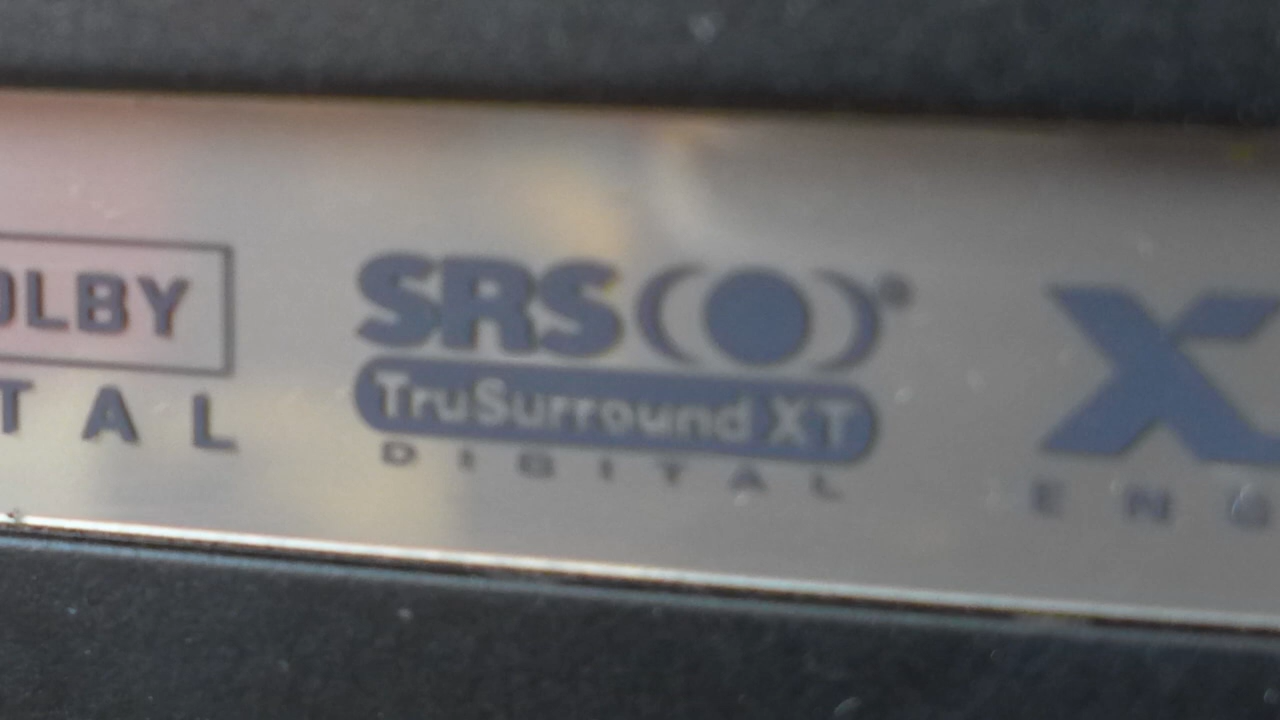 OLBY
TAL
SRS
TruSurround XT
DIGITAL
X
ENG